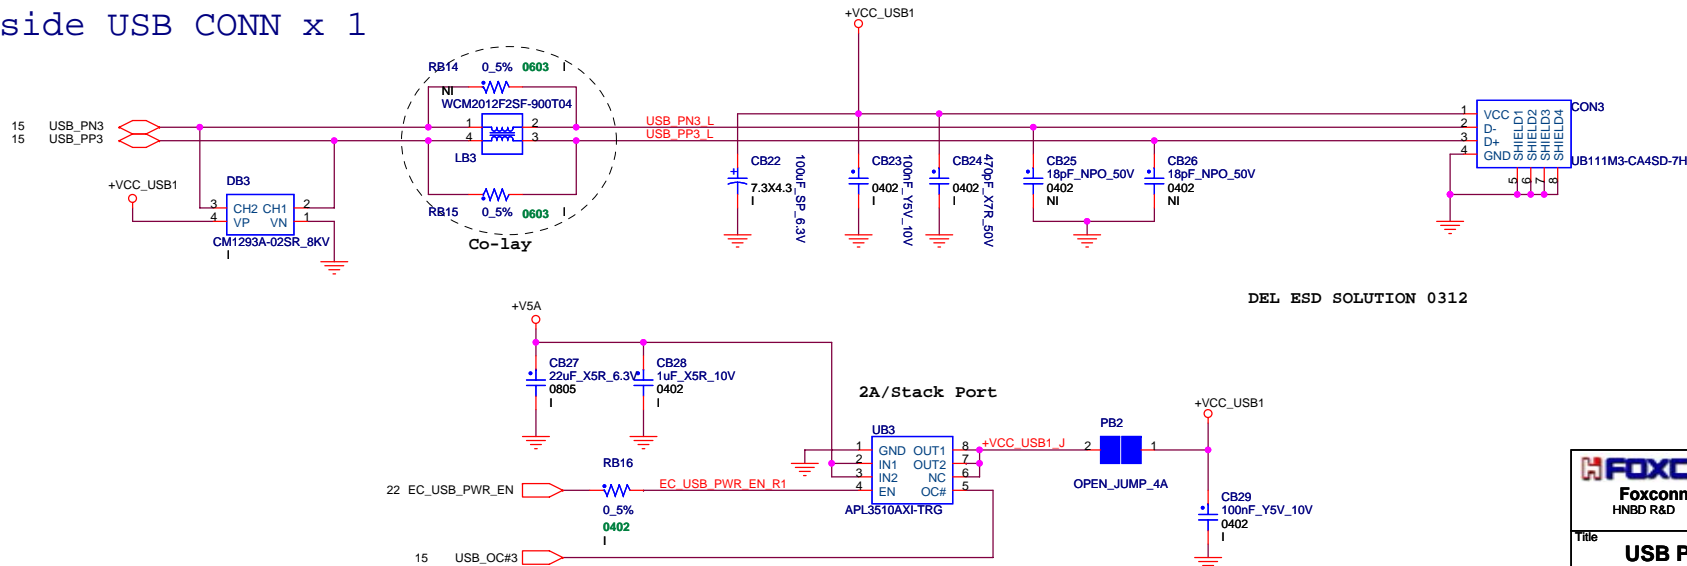 side USB CONN x 1
+VCC_USB1
RB14 0_5% 0603 I
NI
WCM2012F2SF-900T04
15 USB_PN3
15 USB_PP3
1 2
4 3
LB3
USB_PN3_L
USB_PP3_L
RB15 0_5% 0603 I
Co-lay
+VCC_USB1
DB3
3 CH2 CH1 2
4 VP VN 1
CM1293A-02SR_8KV
I
CB22
7.3X4.3
I
100uF_SP_6.3V
CB23
0402
I
100nF_Y5V_10V
CB24
0402
I
470pF_X7R_50V
CB25
18pF_NPO_50V
0402
NI
CB26
18pF_NPO_50V
0402
NI
CON3
1 VCC
2 D-
3 D+
4 GND
SHIELD1
SHIELD2
SHIELD3
SHIELD4
5 6 7 8
UB111M3-CA4SD-7H
DEL ESD SOLUTION 0312
+V5A
CB27
22uF_X5R_6.3V
0805
I
CB28
1uF_X5R_10V
0402
I
2A/Stack Port
UB3
1 GND OUT1 8
2 IN1 OUT2 7
3 IN2 NC 6
4 EN OC# 5
APL3510AXI-TRG
+VCC_USB1_J
2 PB2 1
OPEN_JUMP_4A
+VCC_USB1
CB29
100nF_Y5V_10V
0402
I
22 EC_USB_PWR_EN
RB16
0_5%
0402
I
EC_USB_PWR_EN_R1
15 USB_OC#3
FOXC
Foxconn
HNBD R&D
Title
USB P